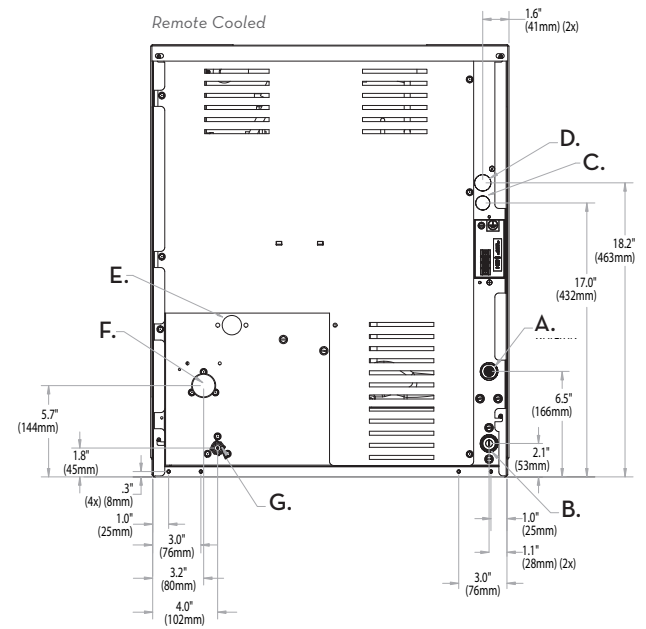 Remote Cooled
1.6"
(41mm) (2x)
D.
C.
18.2"
(463mm)
17.0"
(432mm)
E.
F.
A.
5.7"
(144mm)
6.5"
(166mm)
1.8"
(45mm)
2.1"
(53mm)
.3"
(4x) (8mm)
G.
B.
1.0"
(25mm)
1.0"
(25mm)
3.0"
(76mm)
1.1"
(28mm) (2x)
3.2"
(80mm)
3.0"
(76mm)
4.0"
(102mm)